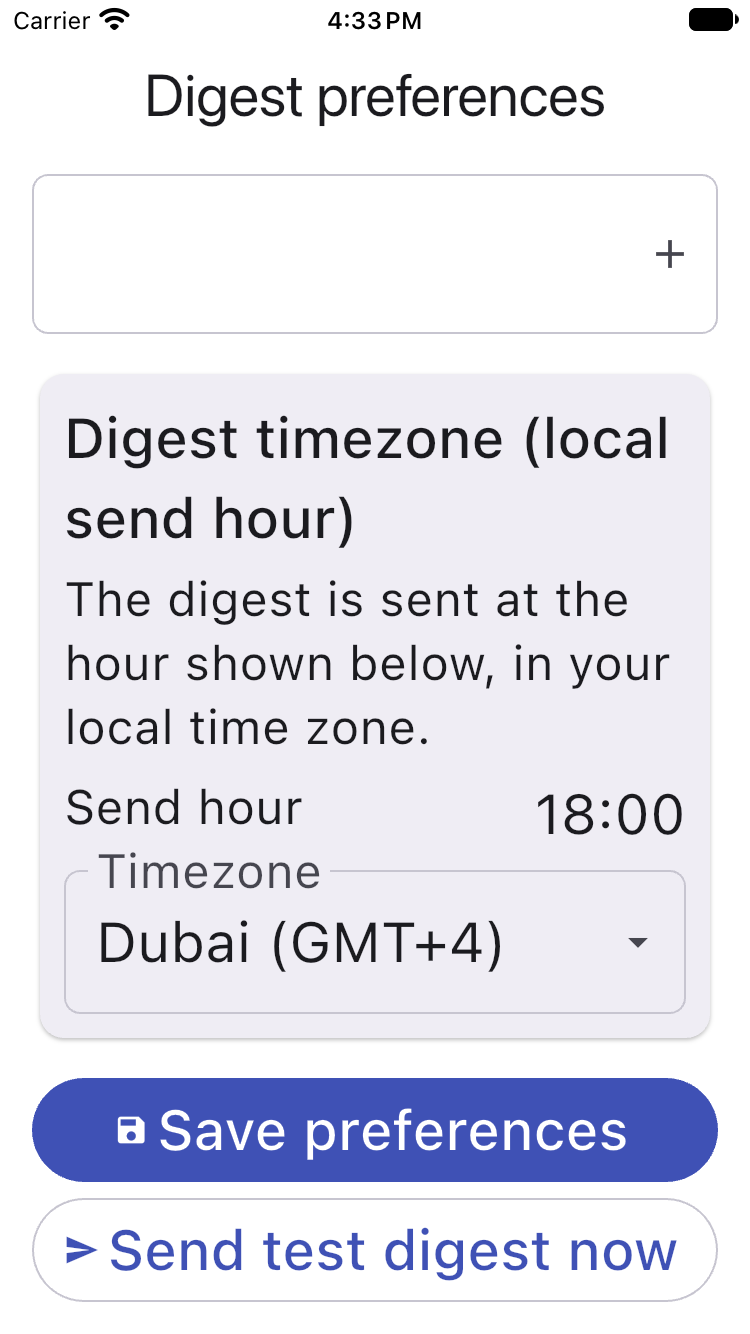 Carrier 4:33 PM
Digest preferences
+
Digest timezone (local
send hour)
The digest is sent at the
hour shown below, in your
local time zone.
Send hour 18:00
Timezone
Dubai (GMT+4)
Save preferences
Send test digest now